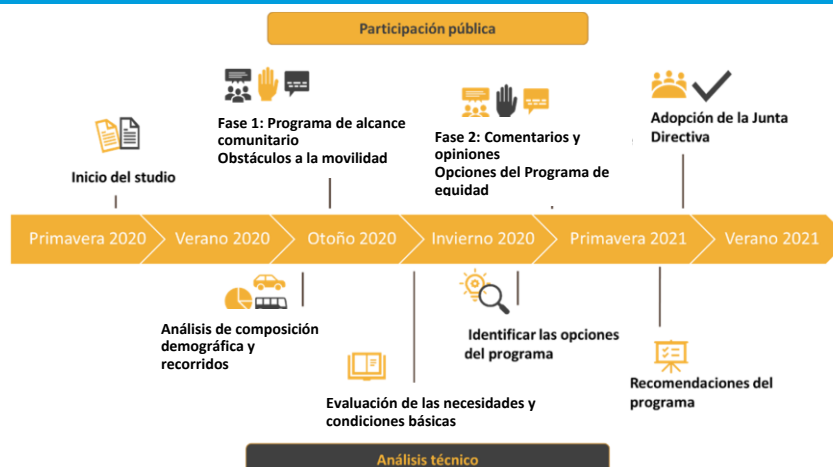 Participación pública
Fase 1: Programa de alcance
comunitario
Obstáculos a la movilidad
Fase 2: Comentarios y
opiniones
Opciones del Programa de
equidad
Adopción de la Junta
Directiva
Inicio del studio
Primavera 2020
Verano 2020
Otoño 2020
Invierno 2020
Primavera 2021
Verano 2021
Análisis de composición
demográfica y
recorridos
Evaluación de las necesidades y
condiciones básicas
Identificar las opciones
del programa
Recomendaciones del
programa
Análisis técnico